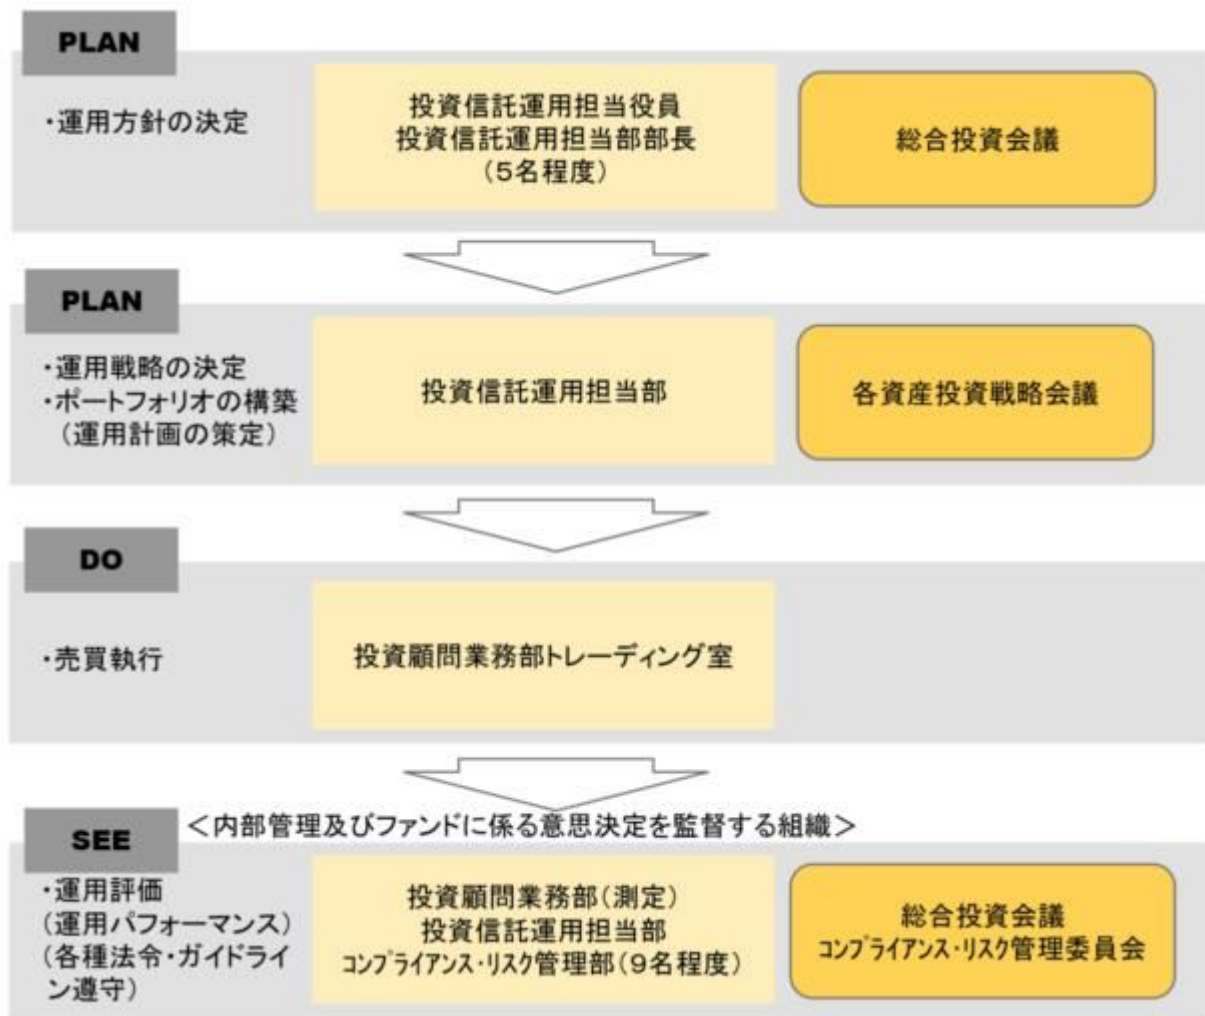 PLAN
・運用方針の決定
投資信託運用担当役員
投資信託運用担当部部長
(5名程度)
総合投資会議
PLAN
・運用戦略の決定
・ポートフォリオの構築
(運用計画の策定)
投資信託運用担当部
各資産投資戦略会議
DO
・売買執行
投資顧問業務部トレーディング室
SEE
＜内部管理及びファンドに係る意思決定を監督する組織＞
・運用評価
(運用パフォーマンス)
(各種法令・ガイドライ
ン遵守)
投資顧問業務部(測定)
投資信託運用担当部
ｺﾝﾌﾟﾗｲｱﾝｽ・ﾘｽｸ管理部(9名程度)
総合投資会議
ｺﾝﾌﾟﾗｲｱﾝｽ・ﾘｽｸ管理委員会